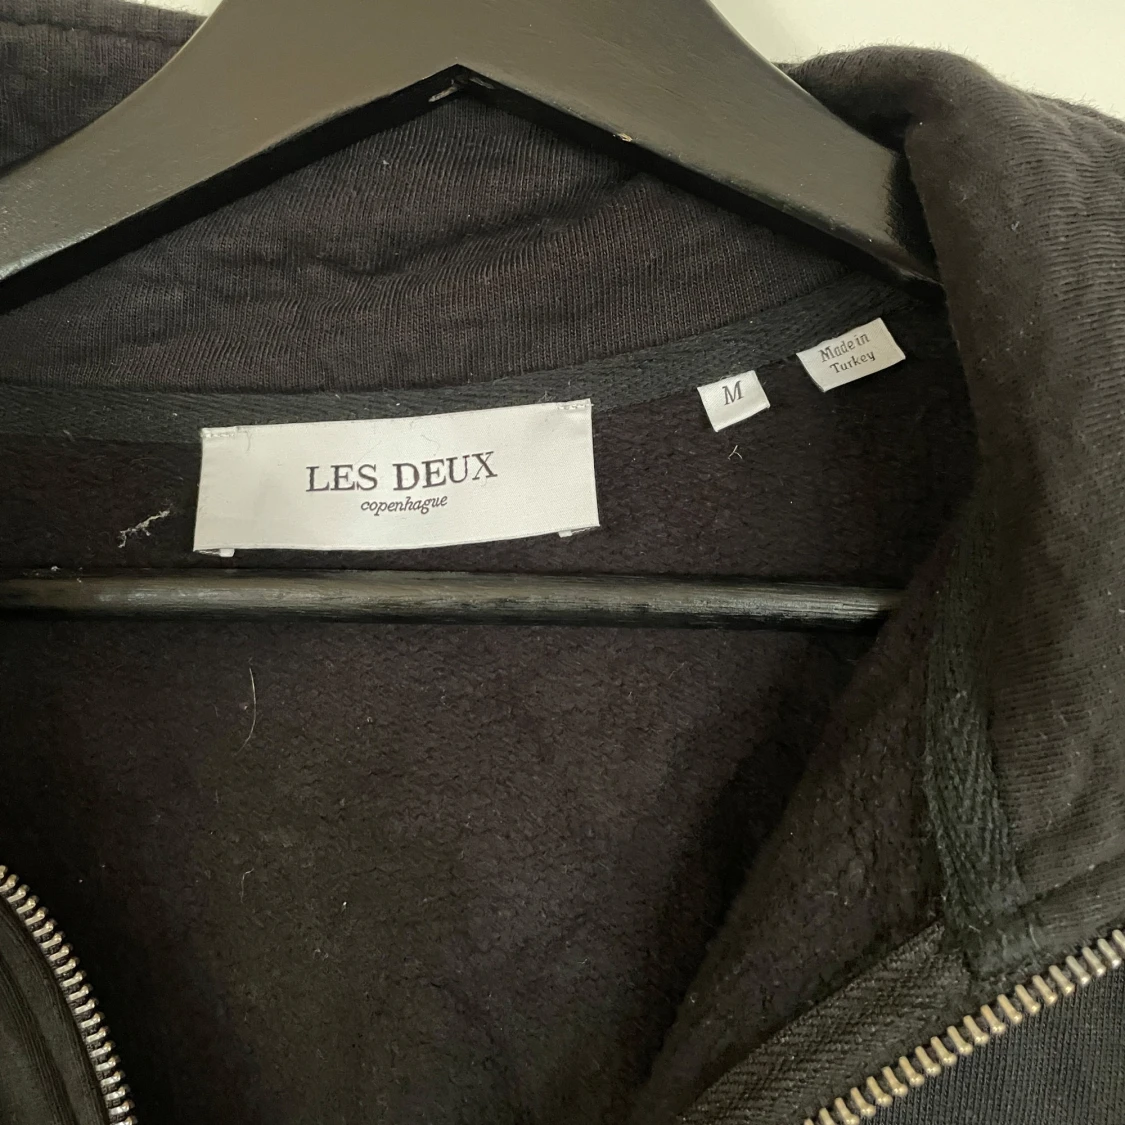 LES DEUX
copenhague
M
Made in
Turkey